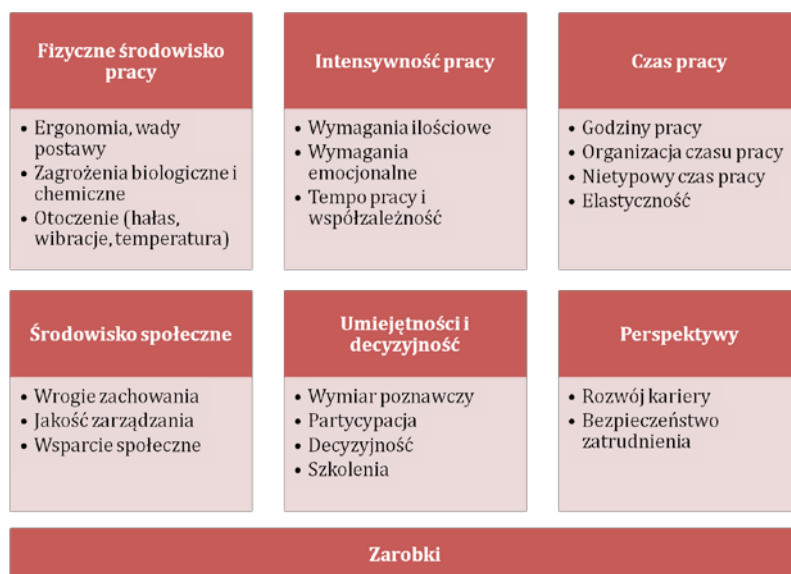 Fizyczne środowisko
pracy
• Ergonomia, wady
postawy
• Zagrożenia biologiczne i
chemiczne
• Otoczenie (hałas,
wibracje, temperatura)
Intensywność pracy
• Wymagania ilościowe
• Wymagania
emocjonalne
• Tempo pracy i
współzależność
Czas pracy
• Godziny pracy
• Organizacja czasu pracy
• Nietypowy czas pracy
• Elastyczność
Środowisko społeczne
• Wrogie zachowania
• Jakość zarządzania
• Wsparcie społeczne
Umiejętności i
decyzyjność
• Wymiar poznawczy
• Partycypacja
• Decyzyjność
• Szkolenia
Perspektywy
• Rozwój kariery
• Bezpieczeństwo
zatrudnienia
Zarobki